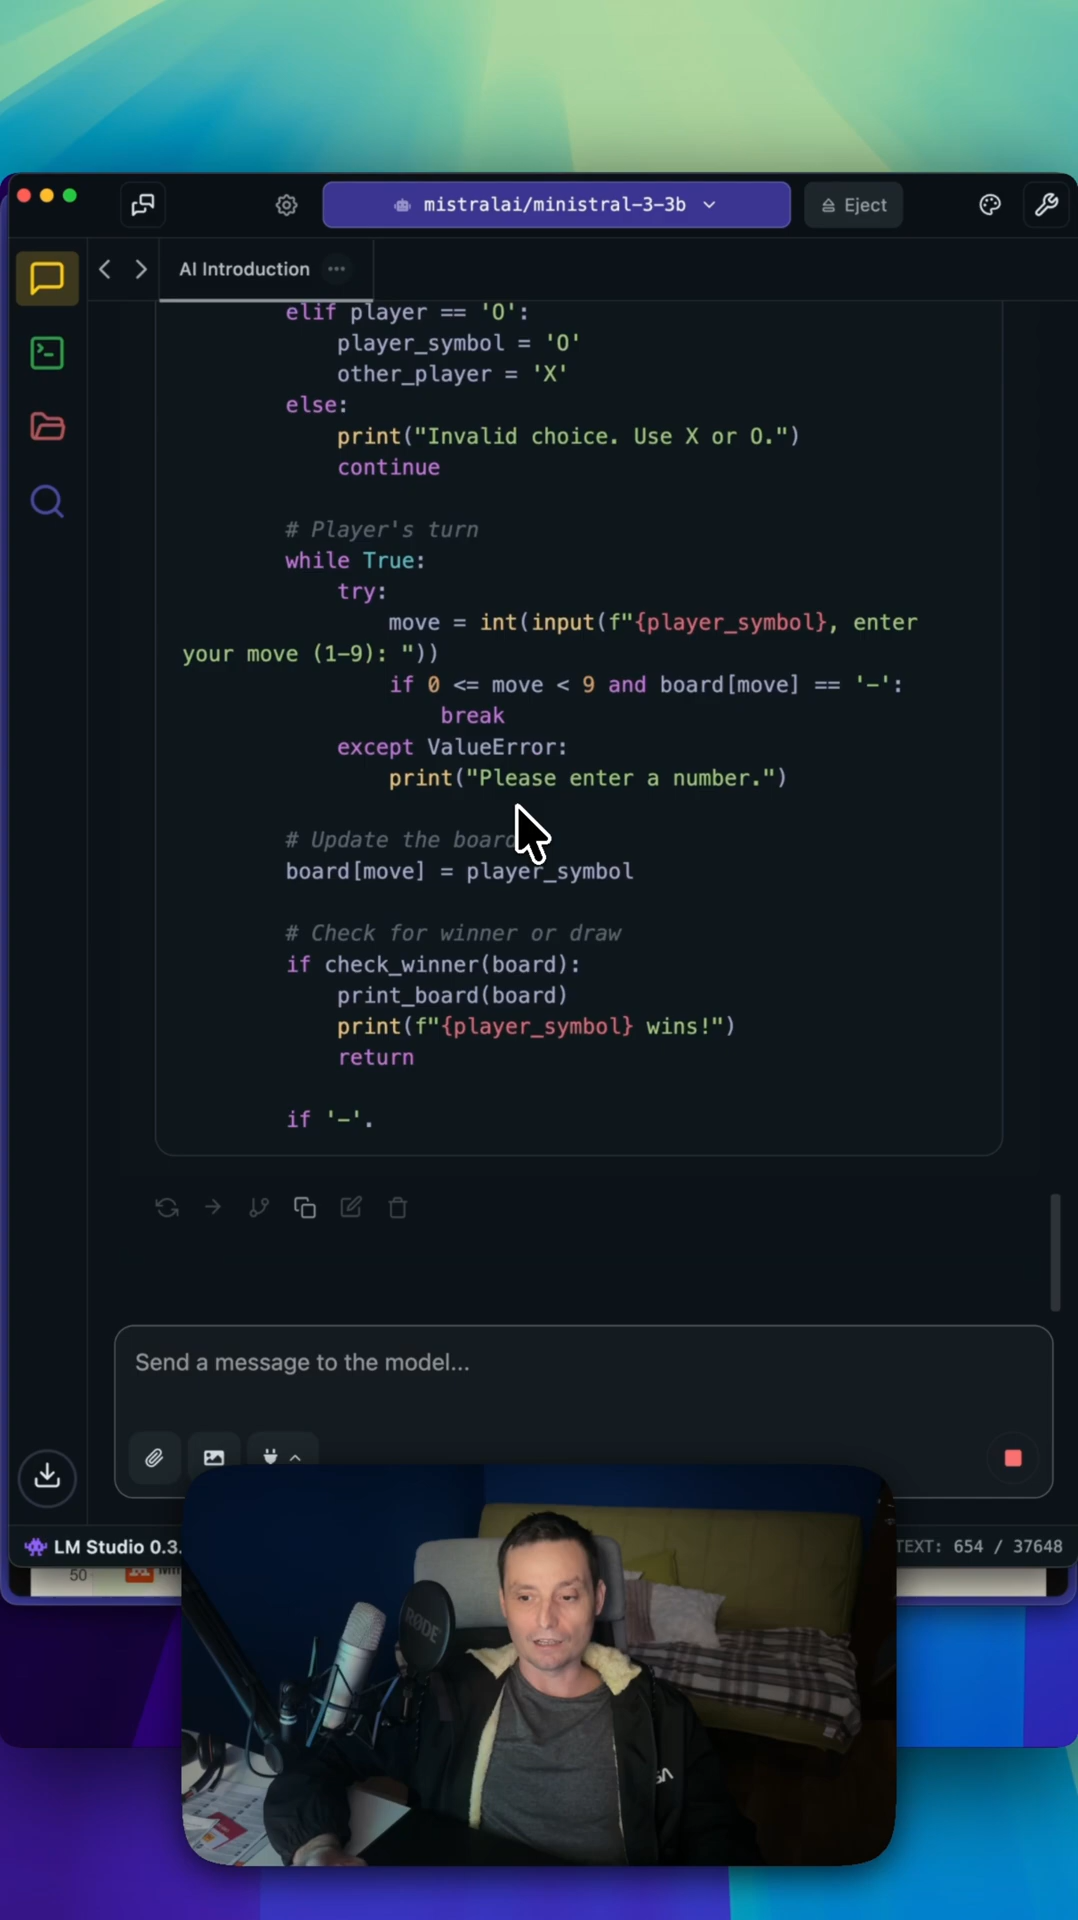 mistralai/ministral-3-3b
Eject
AI Introduction
elif player == 'O':
player_symbol = 'O'
other_player = 'X'
else:
print("Invalid choice. Use X or O.")
continue
# Player's turn
while True:
try:
move = int(input(f"{player_symbol}, enter
your move (1-9): "))
if 0 <= move < 9 and board[move] == '-':
break
except ValueError:
print("Please enter a number.")
# Update the board
board[move] = player_symbol
# Check for winner or draw
if check_winner(board):
print_board(board)
print(f"{player_symbol} wins!")
return
if '-'.
Send a message to the model...
LM Studio 0.3.
TEXT: 654 / 37648
50
RØDE